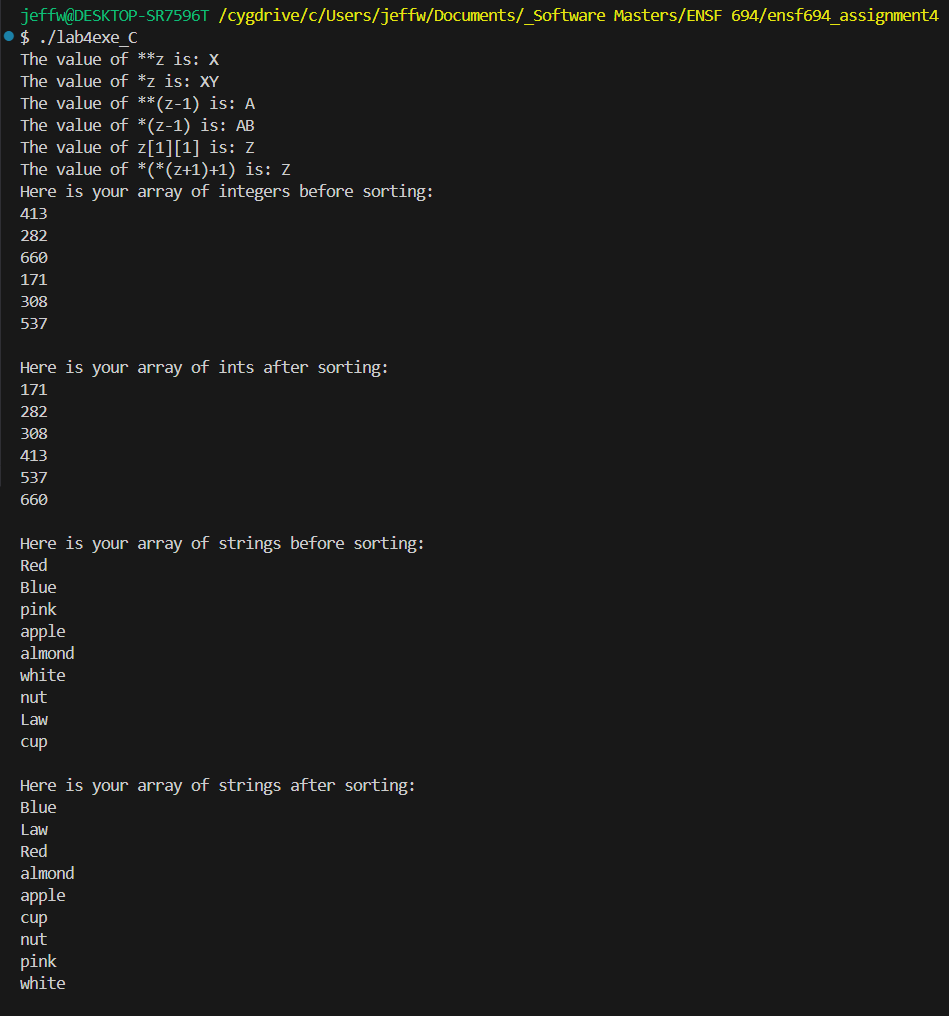 jeffw@DESKTOP-SR7596T /cygdrive/c/Users/jeffw/Documents/_Software Masters/ENSF 694/ensf694_assignment4
$ ./lab4exe_C
The value of **z is: X
The value of *z is: XY
The value of **(z-1) is: A
The value of *(z-1) is: AB
The value of z[1][1] is: Z
The value of *(*(z+1)+1) is: Z
Here is your array of integers before sorting:
413
282
660
171
308
537

Here is your array of ints after sorting:
171
282
308
413
537
660

Here is your array of strings before sorting:
Red
Blue
pink
apple
almond
white
nut
Law
cup

Here is your array of strings after sorting:
Blue
Law
Red
almond
apple
cup
nut
pink
white